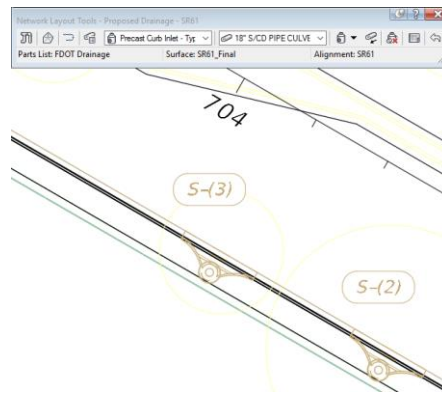 Network Layout Tools - Proposed Drainage - SR61
Precast Curb Inlet - Typ
18" S/CD PIPE CULVE
Parts List: FDOT Drainage Surface: SR61_Final Alignment: SR61
704
S-(3)
S-(2)